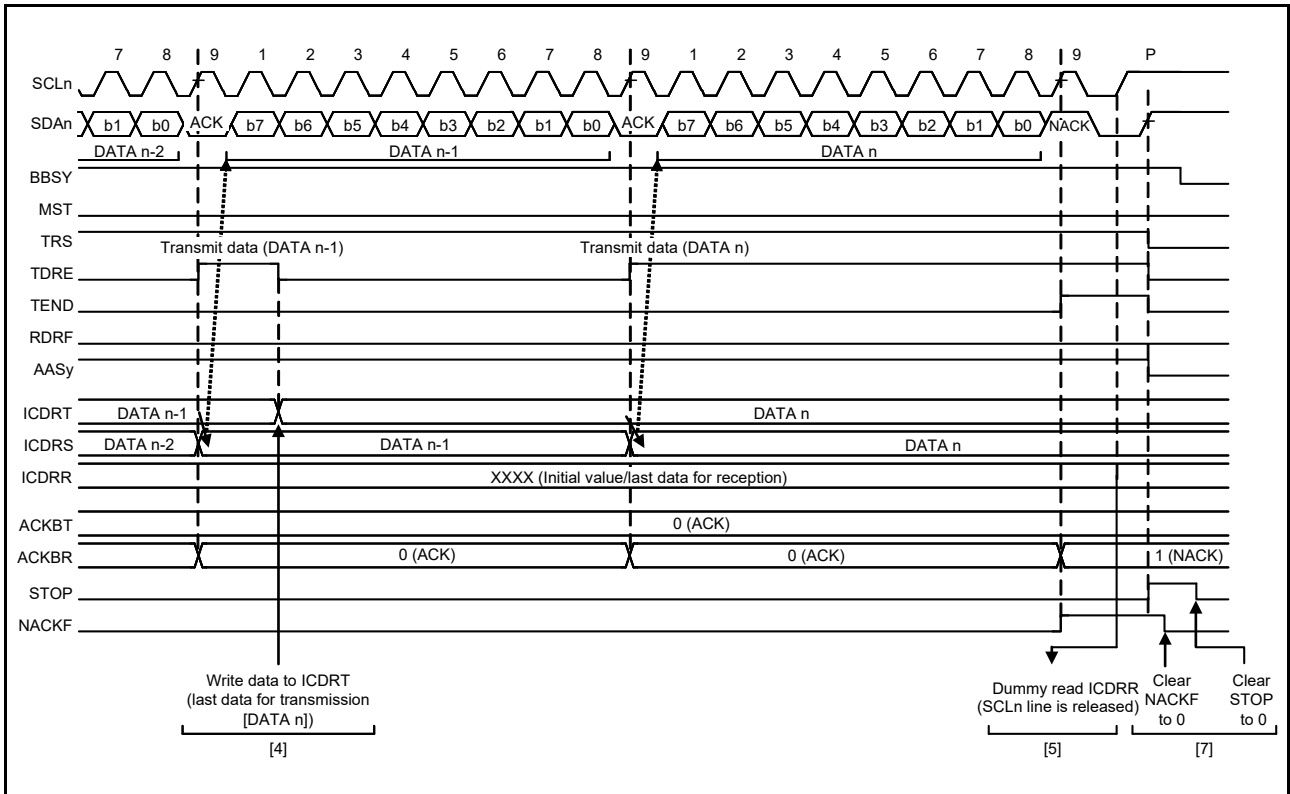 7 8 9 1 2 3 4 5 6 7 8 9 1 2 3 4 5 6 7 8 9 P
SCLn
SDAn b1 b0 ACK b7 b6 b5 b4 b3 b2 b1 b0 ACK b7 b6 b5 b4 b3 b2 b1 b0 NACK
DATA n-2 DATA n-1 DATA n
BBSY
MST
TRS
Transmit data (DATA n-1) Transmit data (DATA n)
TDRE
TEND
RDRF
AASy
ICDRT DATA n-1 DATA n
ICDRS DATA n-2 DATA n-1 DATA n
ICDRR XXXX (Initial value/last data for reception)
ACKBT 0 (ACK)
ACKBR 0 (ACK) 0 (ACK) 1 (NACK)
STOP
NACKF
Write data to ICDRT
(last data for transmission
[DATA n])
[4]
Dummy read ICDRR
(SCLn line is released)
[5]
Clear
NACKF
to 0
Clear
STOP
to 0
[7]